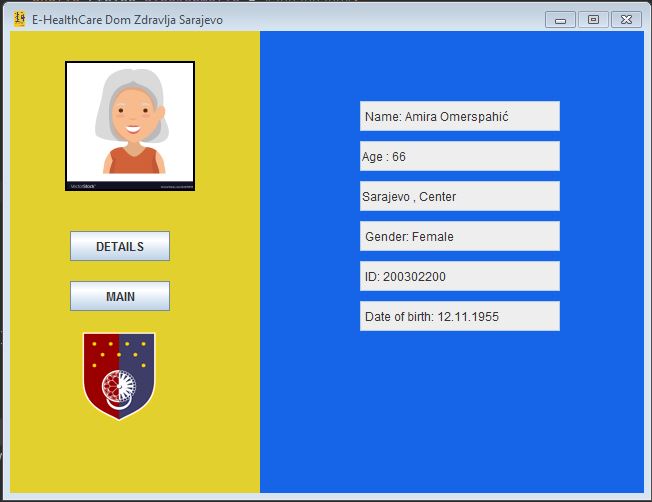 E-HealthCare Dom Zdravlja Sarajevo
VectorStock
DETAILS
MAIN
Name: Amira Omerspahić
Age : 66
Sarajevo , Center
Gender: Female
ID: 200302200
Date of birth: 12.11.1955